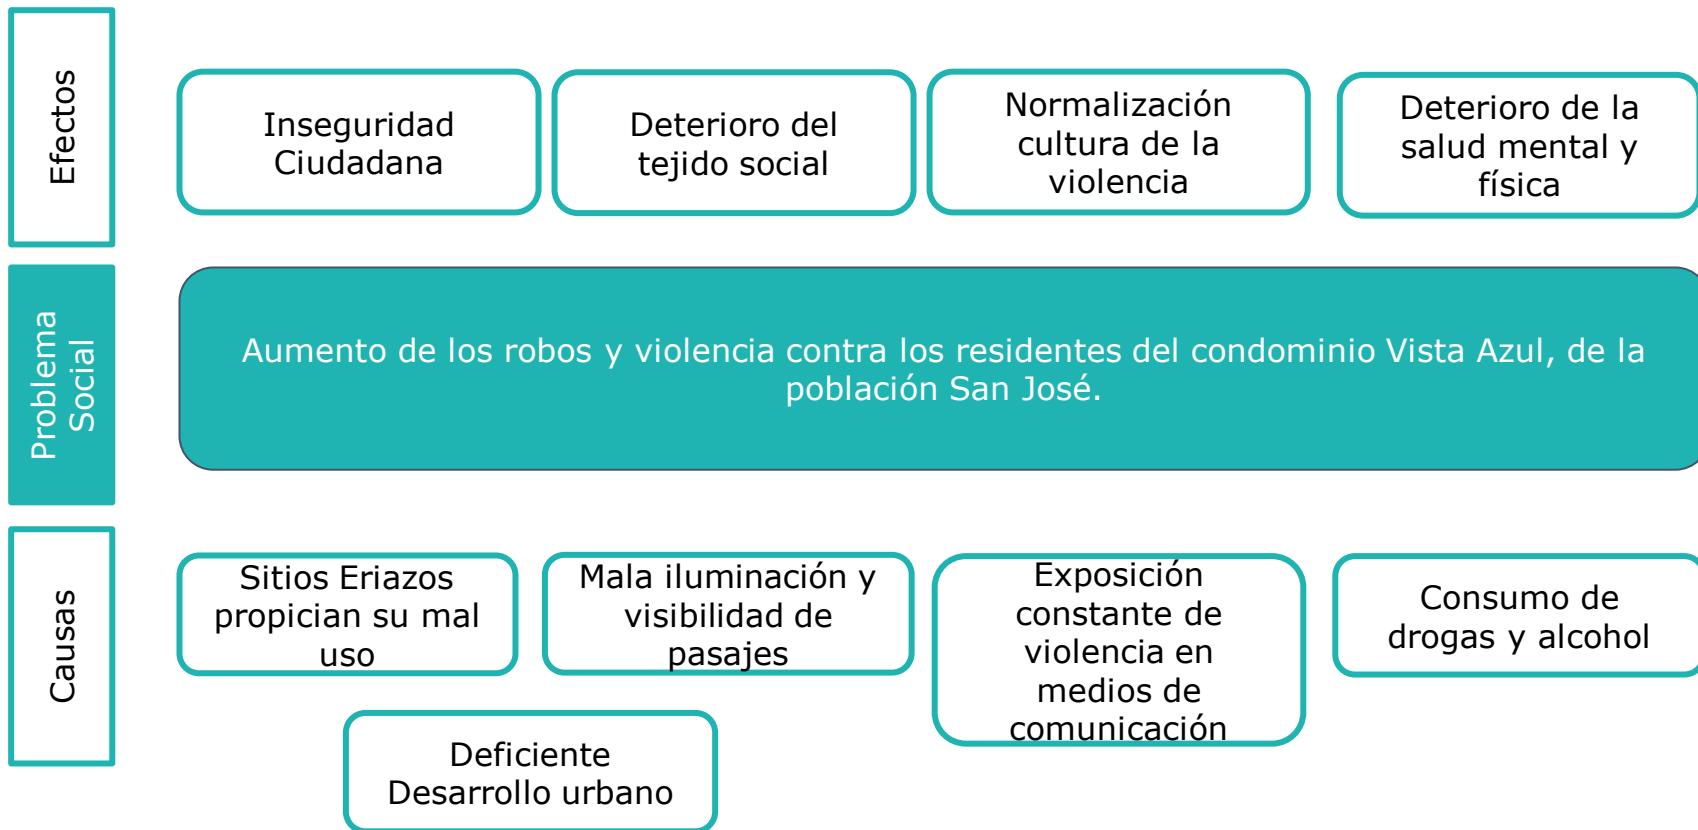 Efectos
Inseguridad
Ciudadana
Deterioro del
tejido social
Normalización
cultura de la
violencia
Deterioro de la
salud mental y
física
Problema
Social
Aumento de los robos y violencia contra los residentes del condominio Vista Azul, de la
población San José.
Causas
Sitios Eriazos
propician su mal
uso
Mala iluminación y
visibilidad de
pasajes
Exposición
constante de
violencia en
medios de
comunicación
Consumo de
drogas y alcohol
Deficiente
Desarrollo urbano